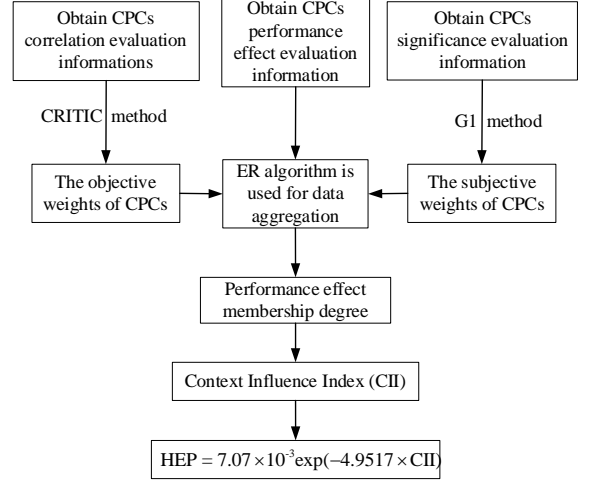 Obtain CPCs
correlation evaluation
informations
Obtain CPCs
performance
effect evaluation
information
Obtain CPCs
significance evaluation
information
CRITIC method
G1 method
The objective
weights of CPCs
ER algorithm is
used for data
aggregation
The subjective
weights of CPCs
Performance effect
membership degree
Context Influence Index (CII)
HEP = 7.07×10⁻³exp(−4.9517×CII)